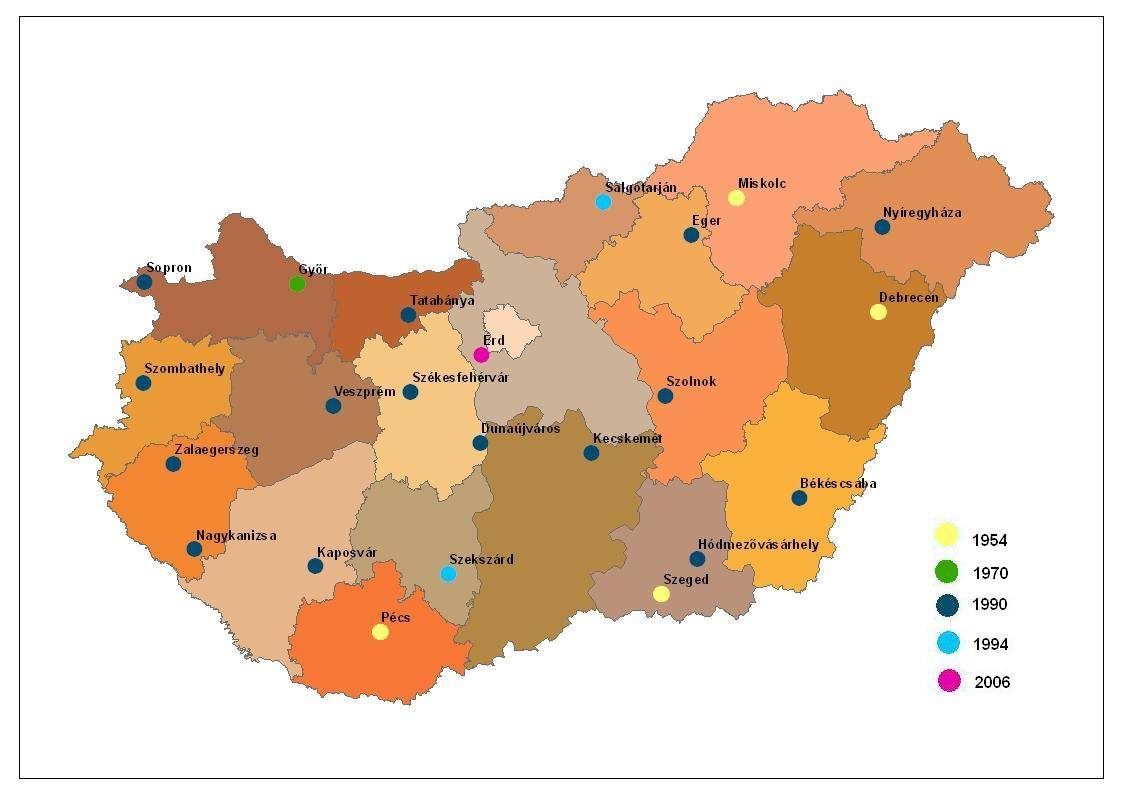 Salgótarján
Miskolc
Nyíregyháza
Eger
Sopron
Győr
Tatabánya
Debrecen
Érd
Szombathely
Székesfehérvár
Veszprém
Szolnok
Dunaújváros
Kecskemét
Zalaegerszeg
Békéscsaba
Nagykanizsa
Kaposvár
Szekszárd
Hódmezővásárhely
Szeged
Pécs
1954
1970
1990
1994
2006